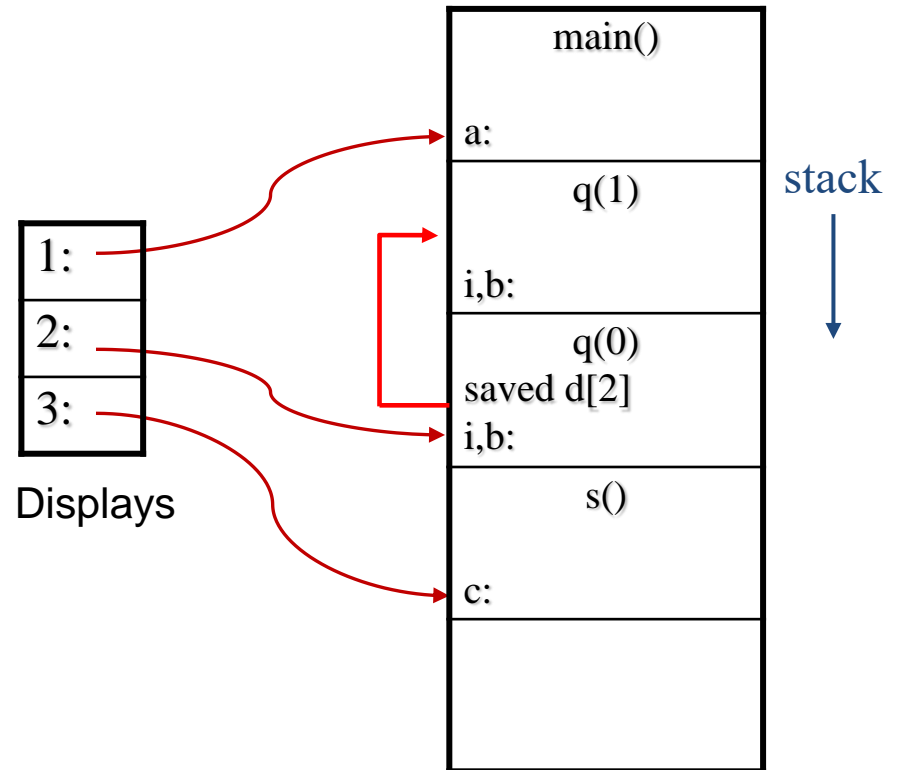 1:
2:
3:
Displays
main()
a:
q(1)
i,b:
q(0)
saved d[2]
i,b:
s()
c:
stack